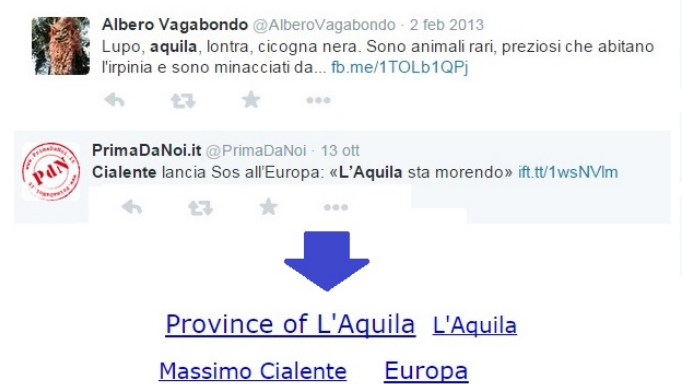 Albero Vagabondo @AlberoVagabondo · 2 feb 2013
Lupo, aquila, lontra, cicogna nera. Sono animali rari, preziosi che abitano
l'irpinia e sono minacciati da... fb.me/1TOLb1QPj
PrimaDaNoi.it @PrimaDaNoi · 13 ott
PdN
Cialente lancia Sos all'Europa: «L'Aquila sta morendo» ift.tt/1wsNVlm
Province of L'Aquila L'Aquila
Massimo Cialente Europa